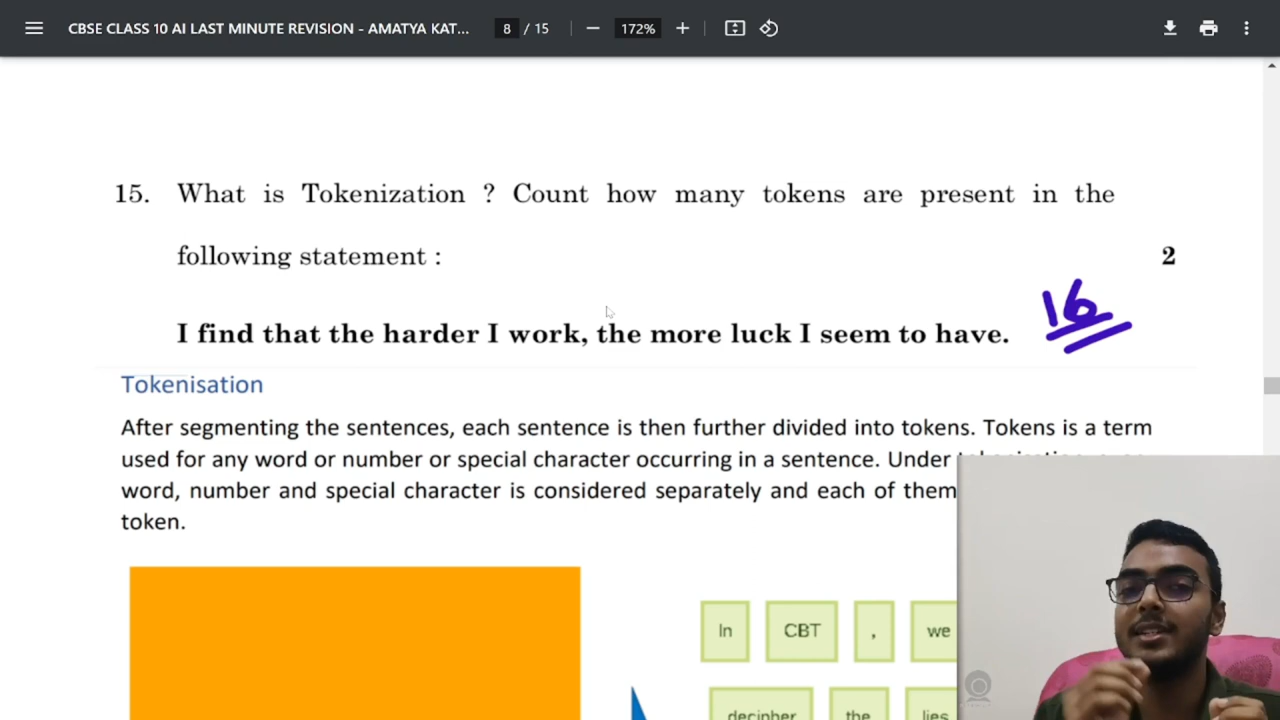 CBSE CLASS 10 AI LAST MINUTE REVISION - AMATYA KAT...
8 / 15
172%
15. What is Tokenization ? Count how many tokens are present in the
following statement :
2
I find that the harder I work, the more luck I seem to have.
16
Tokenisation
After segmenting the sentences, each sentence is then further divided into tokens. Tokens is a term
used for any word or number or special character occurring in a sentence. Under
word, number and special character is considered separately and each of them
token.
In CBT , we
decipher the lies